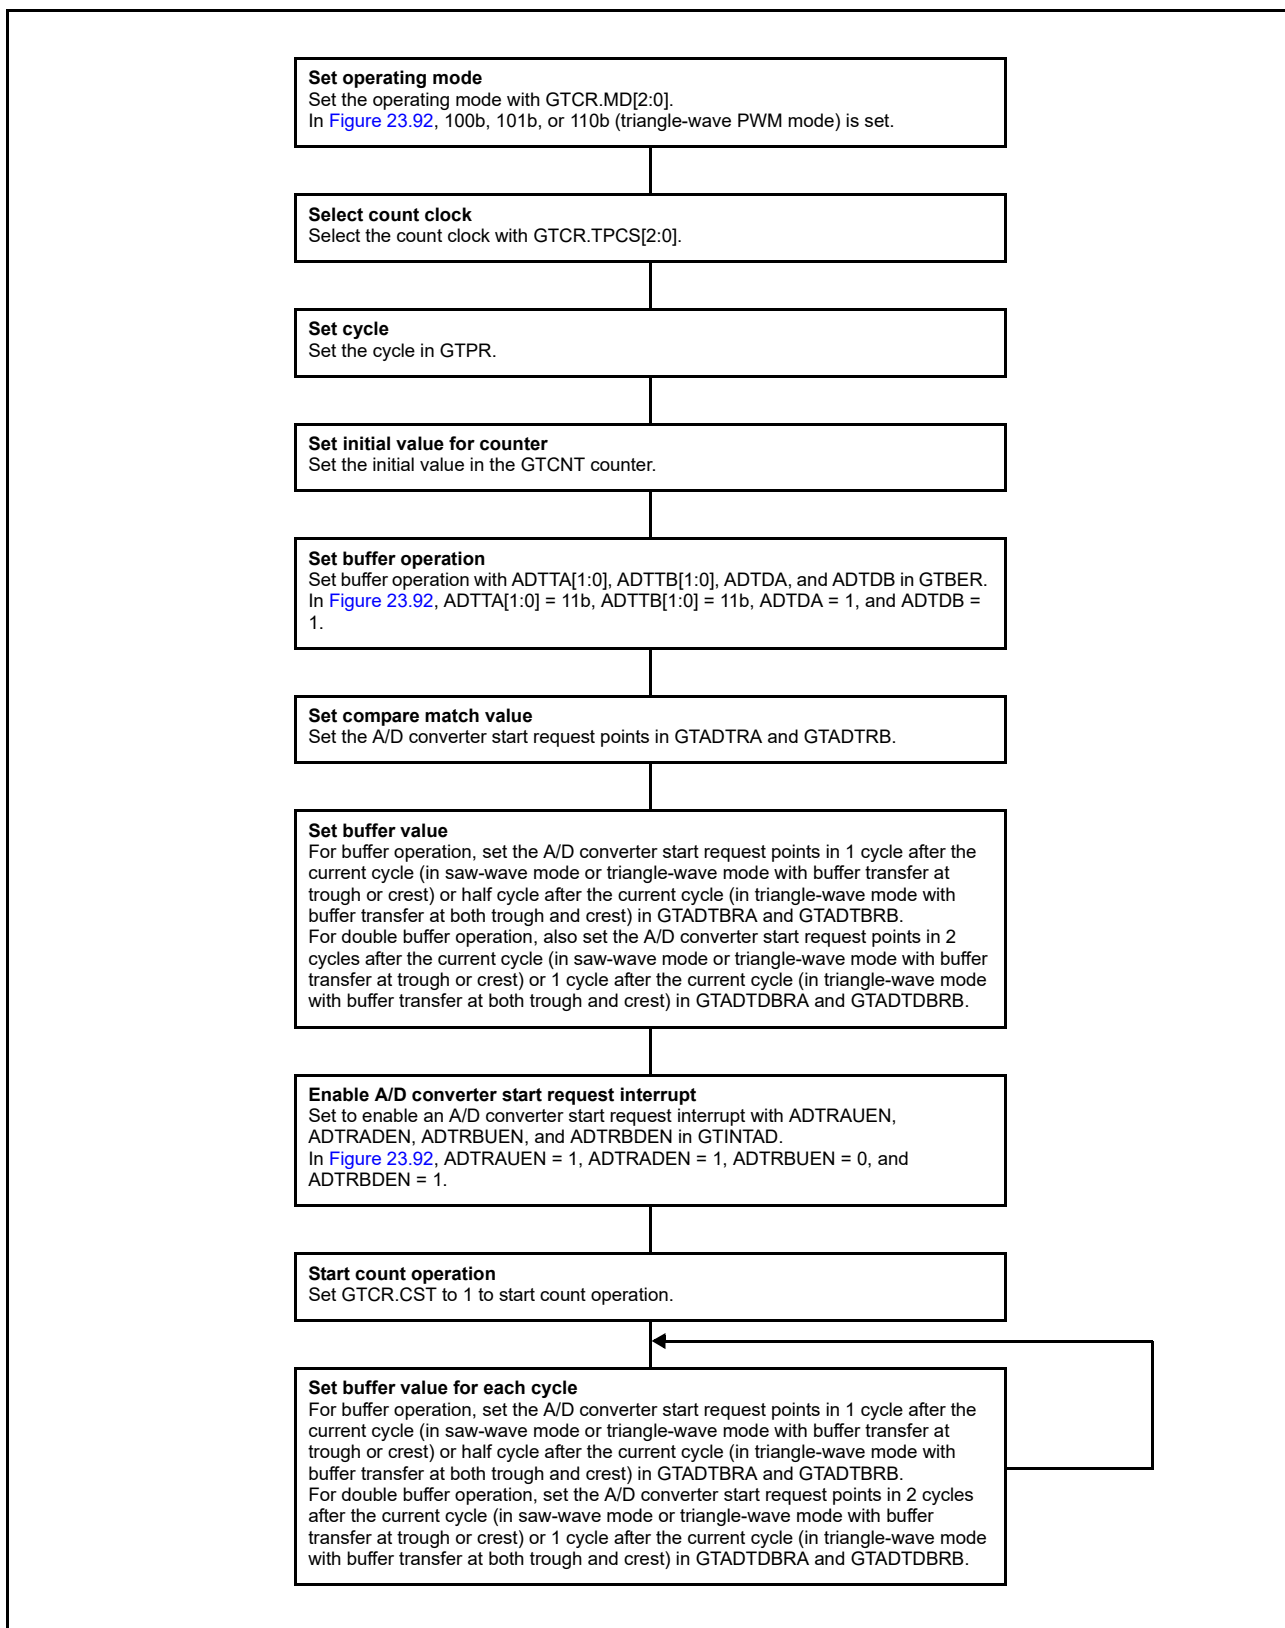 Set operating mode
Set the operating mode with GTCR.MD[2:0].
In Figure 23.92, 100b, 101b, or 110b (triangle-wave PWM mode) is set.
Select count clock
Select the count clock with GTCR.TPCS[2:0].
Set cycle
Set the cycle in GTPR.
Set initial value for counter
Set the initial value in the GTCNT counter.
Set buffer operation
Set buffer operation with ADTTA[1:0], ADTTB[1:0], ADTDA, and ADTDB in GTBER.
In Figure 23.92, ADTTA[1:0] = 11b, ADTTB[1:0] = 11b, ADTDA = 1, and ADTDB =
1.
Set compare match value
Set the A/D converter start request points in GTADTRA and GTADTRB.
Set buffer value
For buffer operation, set the A/D converter start request points in 1 cycle after the
current cycle (in saw-wave mode or triangle-wave mode with buffer transfer at
trough or crest) or half cycle after the current cycle (in triangle-wave mode with
buffer transfer at both trough and crest) in GTADTBRA and GTADTBRB.
For double buffer operation, also set the A/D converter start request points in 2
cycles after the current cycle (in saw-wave mode or triangle-wave mode with buffer
transfer at trough or crest) or 1 cycle after the current cycle (in triangle-wave mode
with buffer transfer at both trough and crest) in GTADTDBRA and GTADTDBRB.
Enable A/D converter start request interrupt
Set to enable an A/D converter start request interrupt with ADTRAUEN,
ADTRADEN, ADTRBUEN, and ADTRBDEN in GTINTAD.
In Figure 23.92, ADTRAUEN = 1, ADTRADEN = 1, ADTRBUEN = 0, and
ADTRBDEN = 1.
Start count operation
Set GTCR.CST to 1 to start count operation.
Set buffer value for each cycle
For buffer operation, set the A/D converter start request points in 1 cycle after the
current cycle (in saw-wave mode or triangle-wave mode with buffer transfer at
trough or crest) or half cycle after the current cycle (in triangle-wave mode with
buffer transfer at both trough and crest) in GTADTBRA and GTADTBRB.
For double buffer operation, set the A/D converter start request points in 2 cycles
after the current cycle (in saw-wave mode or triangle-wave mode with buffer
transfer at trough or crest) or 1 cycle after the current cycle (in triangle-wave mode
with buffer transfer at both trough and crest) in GTADTDBRA and GTADTDBRB.